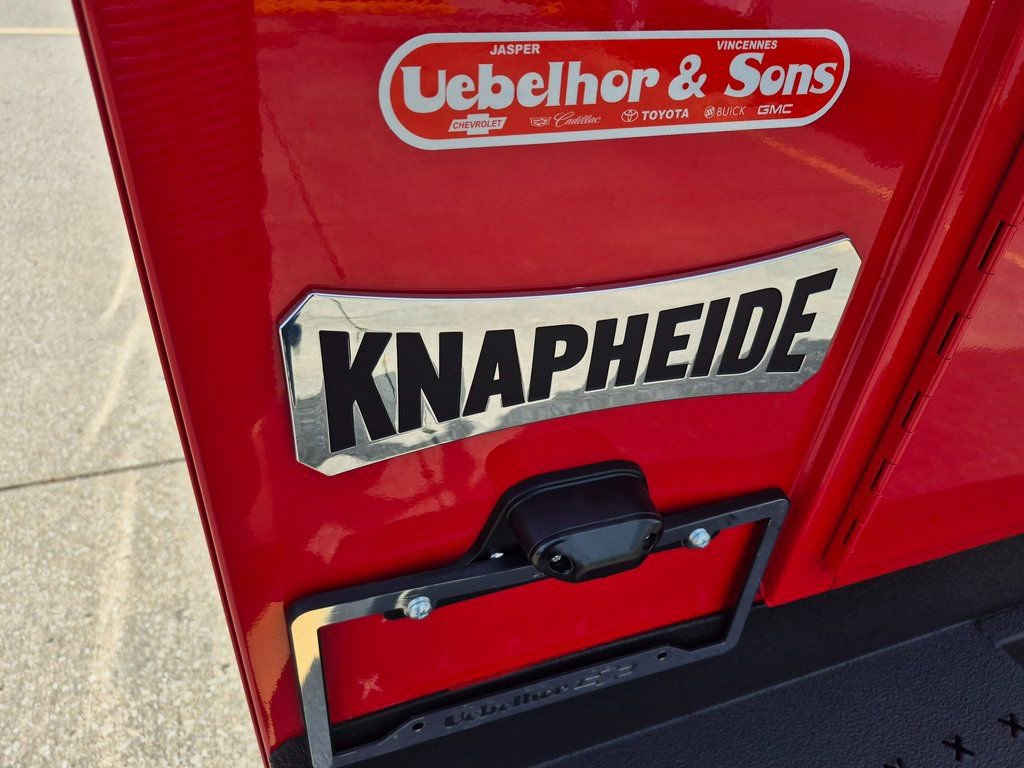 JASPER VINCENNES
Uebelhor & Sons
CHEVROLET Cadillac TOYOTA BUICK GMC
KNAPHEIDE
Uebelhor